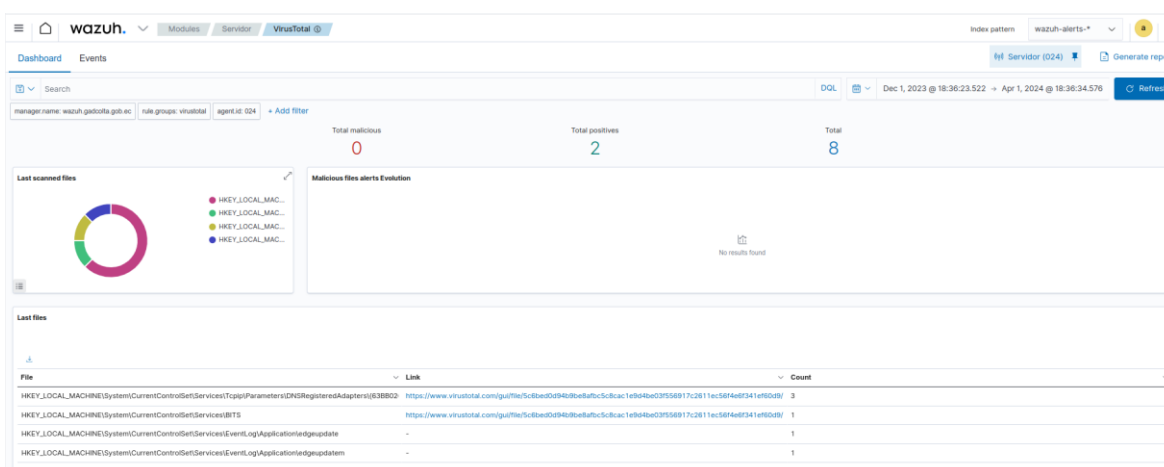 wazuh. Modules Servidor VirusTotal Index pattern wazuh-alerts-* a
Dashboard Events Servidor (024) Generate repo
Search DQL Dec 1, 2023 @ 18:36:23.522 → Apr 1, 2024 @ 18:36:34.576 Refres
manager.name: wazuh.gadcolta.gob.ec rule.groups: virustotal agent.id: 024 + Add filter
Total malicious Total positives Total
0 2 8
Last scanned files Malicious files alerts Evolution
HKEY_LOCAL_MAC...
HKEY_LOCAL_MAC...
HKEY_LOCAL_MAC...
HKEY_LOCAL_MAC...
No results found
Last files
File Link Count
HKEY_LOCAL_MACHINE\System\CurrentControlSet\Services\Tcpip\Parameters\DNSRegisteredAdapters\{63BB02- https://www.virustotal.com/gui/file/5c6bed0d94b9be8afbc5c8cac1e9d4be03f556917c2611ec56f4e6f341ef60d9/ 3
HKEY_LOCAL_MACHINE\System\CurrentControlSet\Services\BITS https://www.virustotal.com/gui/file/5c6bed0d94b9be8afbc5c8cac1e9d4be03f556917c2611ec56f4e6f341ef60d9/ 1
HKEY_LOCAL_MACHINE\System\CurrentControlSet\Services\EventLog\Application\edgeupdate - 1
HKEY_LOCAL_MACHINE\System\CurrentControlSet\Services\EventLog\Application\edgeupdatem - 1